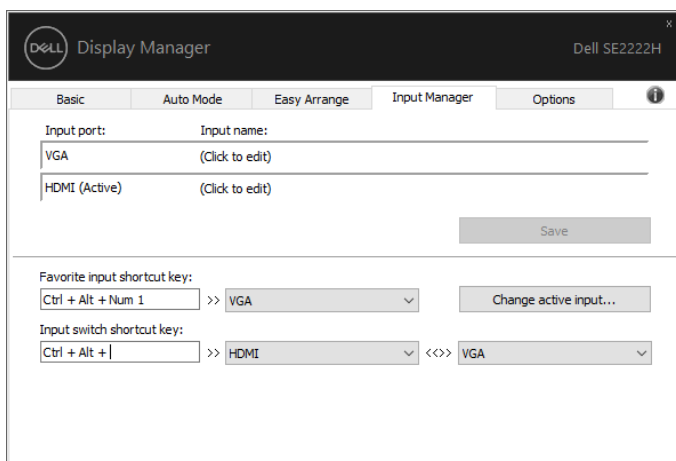 x
DELL Display Manager Dell SE2222H
Basic Auto Mode Easy Arrange Input Manager Options i
Input port: Input name:
VGA (Click to edit)
HDMI (Active) (Click to edit)
Save
Favorite input shortcut key:
Ctrl + Alt + Num 1 >> VGA Change active input...
Input switch shortcut key:
Ctrl + Alt + >> HDMI <<>> VGA